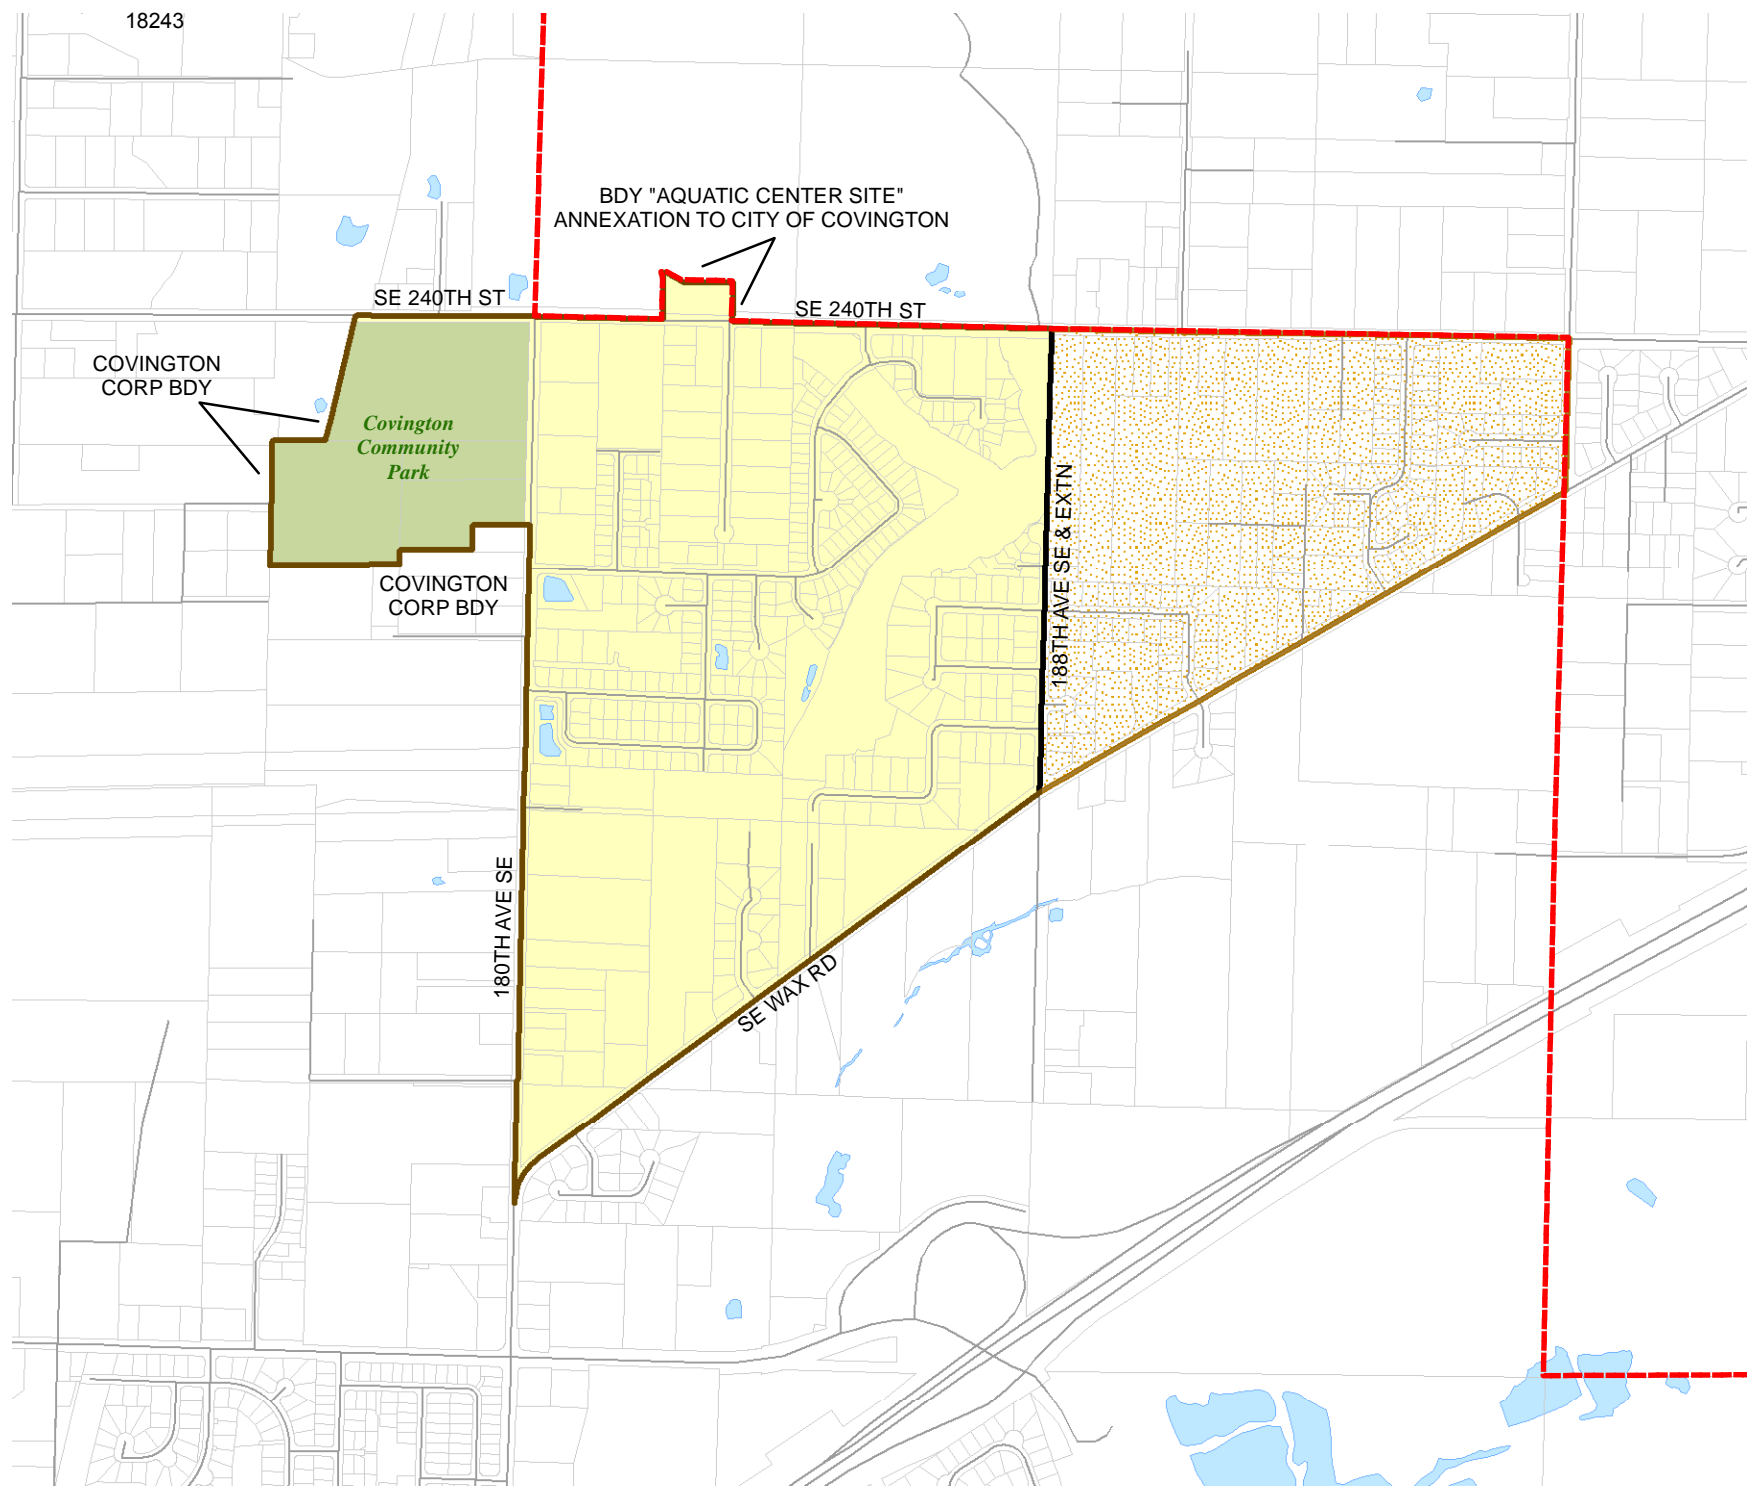 18243
BDY "AQUATIC CENTER SITE"
ANNEXATION TO CITY OF COVINGTON
SE 240TH ST
SE 240TH ST
COVINGTON
CORP BDY
Covington
Community
Park
188TH AVE SE & EXTN
COVINGTON
CORP BDY
180TH AVE SE
SE WAX RD